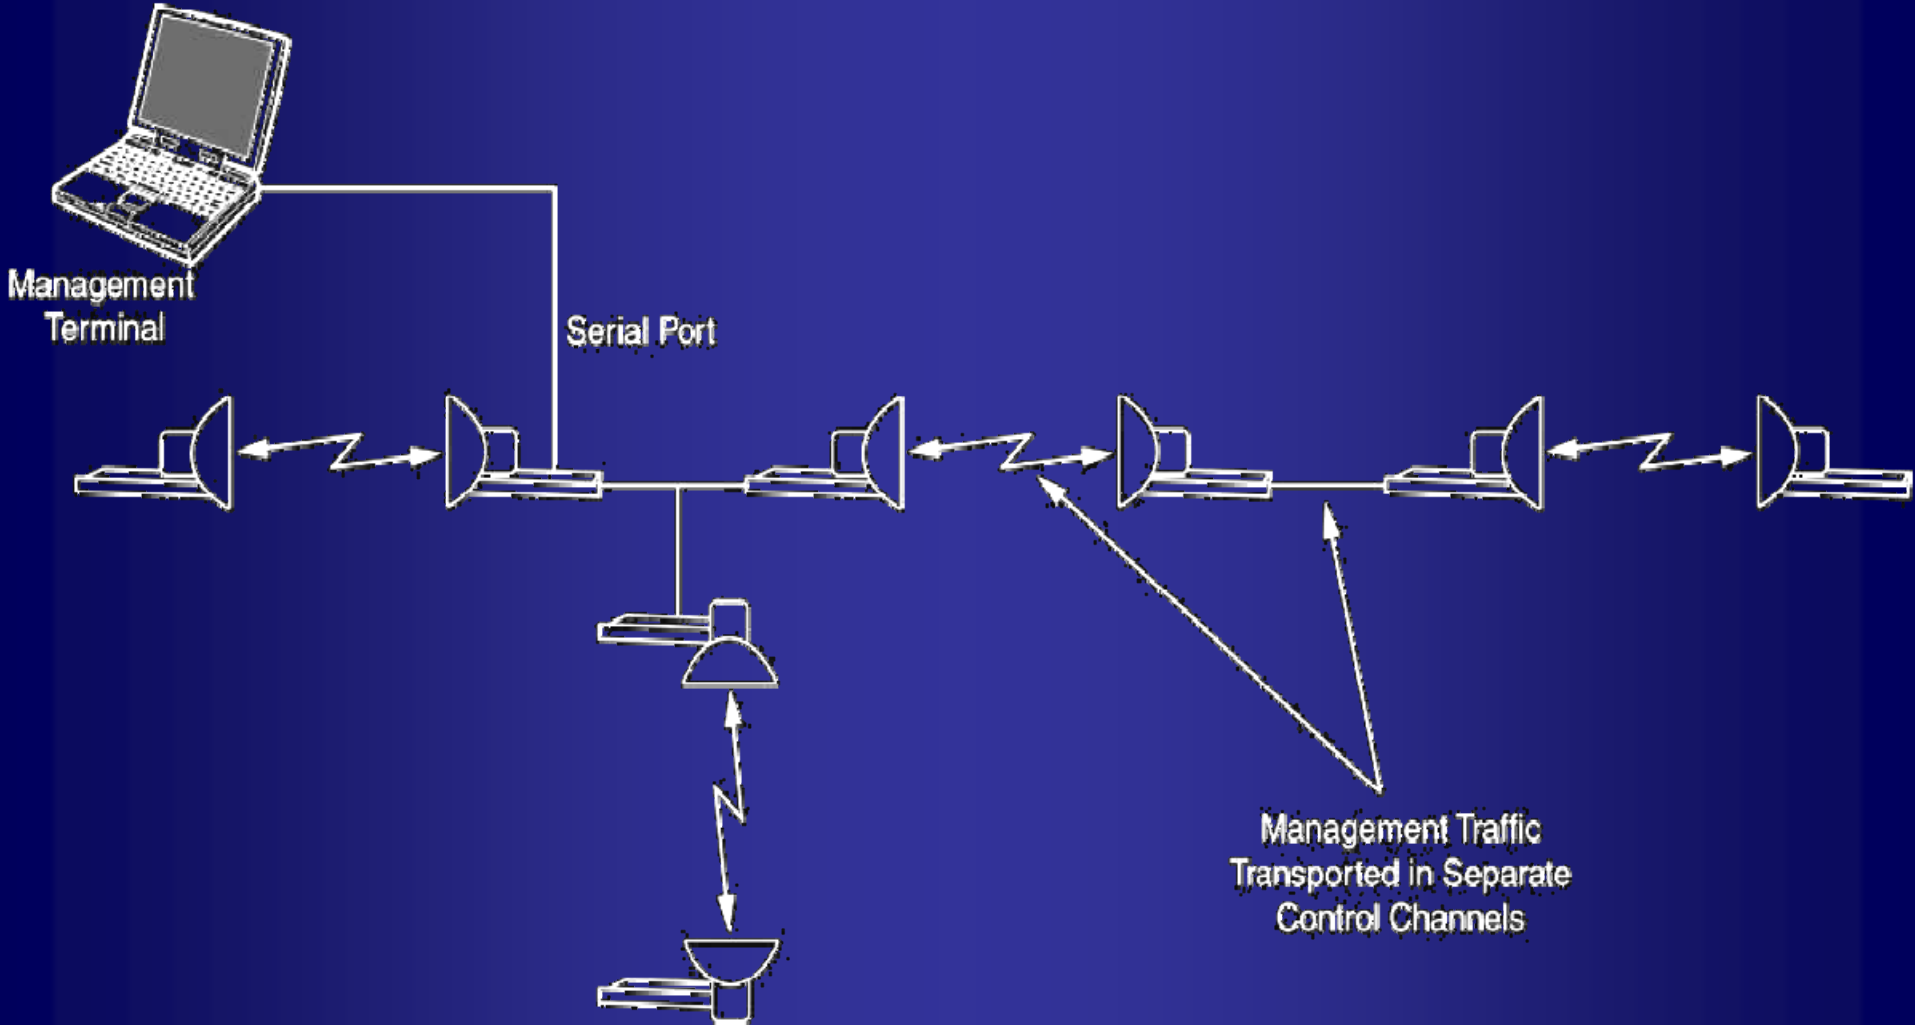 Management
Terminal
Serial Port
Management Traffic
Transported in Separate
Control Channels